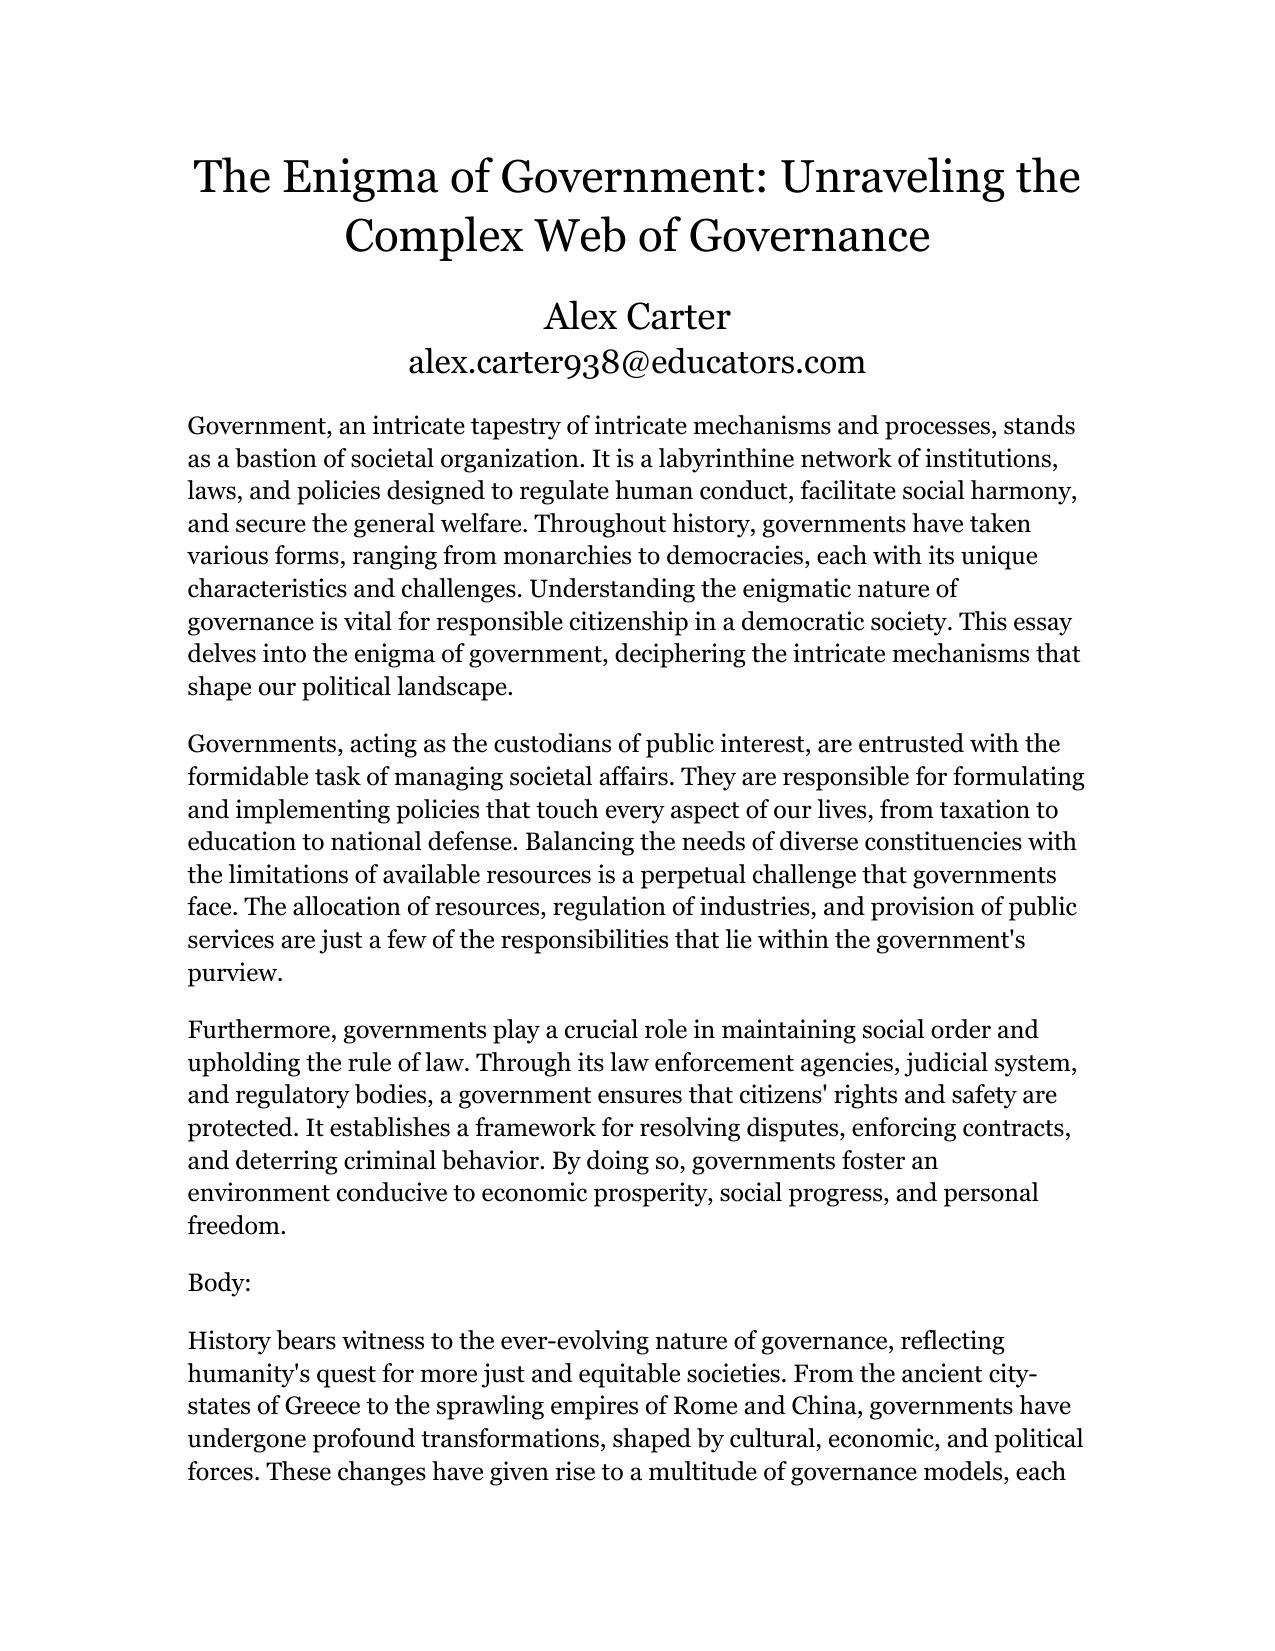 The Enigma of Government: Unraveling the
Complex Web of Governance
Alex Carter
alex.carter938@educators.com
Government, an intricate tapestry of intricate mechanisms and processes, stands
as a bastion of societal organization. It is a labyrinthine network of institutions,
laws, and policies designed to regulate human conduct, facilitate social harmony,
and secure the general welfare. Throughout history, governments have taken
various forms, ranging from monarchies to democracies, each with its unique
characteristics and challenges. Understanding the enigmatic nature of
governance is vital for responsible citizenship in a democratic society. This essay
delves into the enigma of government, deciphering the intricate mechanisms that
shape our political landscape.
Governments, acting as the custodians of public interest, are entrusted with the
formidable task of managing societal affairs. They are responsible for formulating
and implementing policies that touch every aspect of our lives, from taxation to
education to national defense. Balancing the needs of diverse constituencies with
the limitations of available resources is a perpetual challenge that governments
face. The allocation of resources, regulation of industries, and provision of public
services are just a few of the responsibilities that lie within the government's
purview.
Furthermore, governments play a crucial role in maintaining social order and
upholding the rule of law. Through its law enforcement agencies, judicial system,
and regulatory bodies, a government ensures that citizens' rights and safety are
protected. It establishes a framework for resolving disputes, enforcing contracts,
and deterring criminal behavior. By doing so, governments foster an
environment conducive to economic prosperity, social progress, and personal
freedom.
Body:
History bears witness to the ever-evolving nature of governance, reflecting
humanity's quest for more just and equitable societies. From the ancient city-
states of Greece to the sprawling empires of Rome and China, governments have
undergone profound transformations, shaped by cultural, economic, and political
forces. These changes have given rise to a multitude of governance models, each